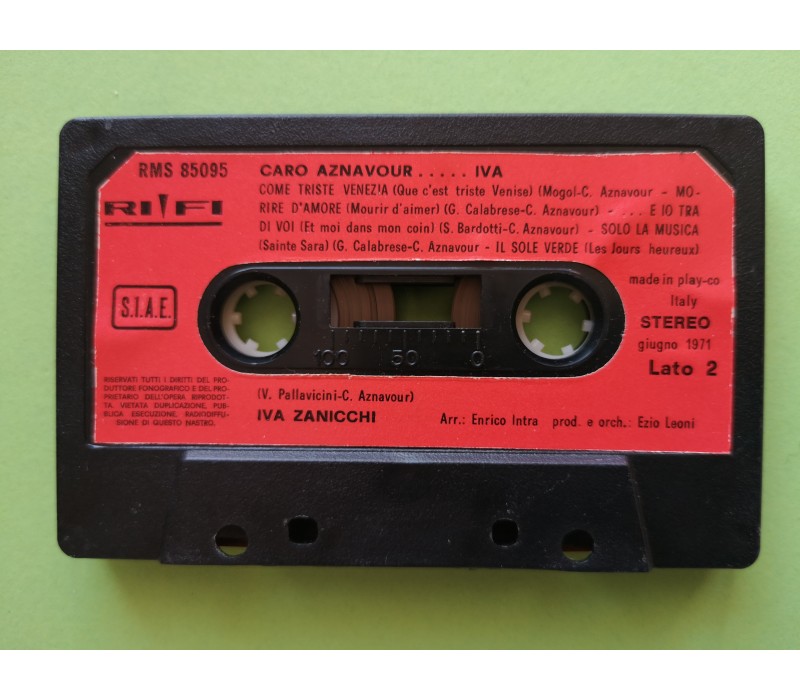 RMS 85095
CARO AZNAVOUR ..... IVA
COME TRISTE VENEZIA (Que c'est triste Venise) (Mogol-C. Aznavour - MO-
RIRE D'AMORE (Mourir d'aimer) (G. Calabrese-C. Aznavour) - ... E IO TRA
DI VOI (Et moi dans mon coin) (S. Bardotti-C. Aznavour) - SOLO LA MUSICA
(Sainte Sara) (G. Calabrese-C. Aznavour - IL SOLE VERDE (Les Jours heureux)
RI-FI
S.I.A.E.
made in play-co
Italy
STEREO
giugno 1971
Lato 2
100 50 0
RISERVATI TUTTI I DIRITTI DEL PRO-
DUTTORE FONOGRAFICO E DEL PRO-
PRIETARIO DELL'OPERA RIPRODOT-
TA. VIETATA DUPLICAZIONE, PUB-
BLICA ESECUZIONE, RADIODIFFU-
SIONE DI QUESTO NASTRO.
(V. Pallavicini-C. Aznavour)
IVA ZANICCHI
Arr.: Enrico Intra prod. e orch.: Ezio Leoni